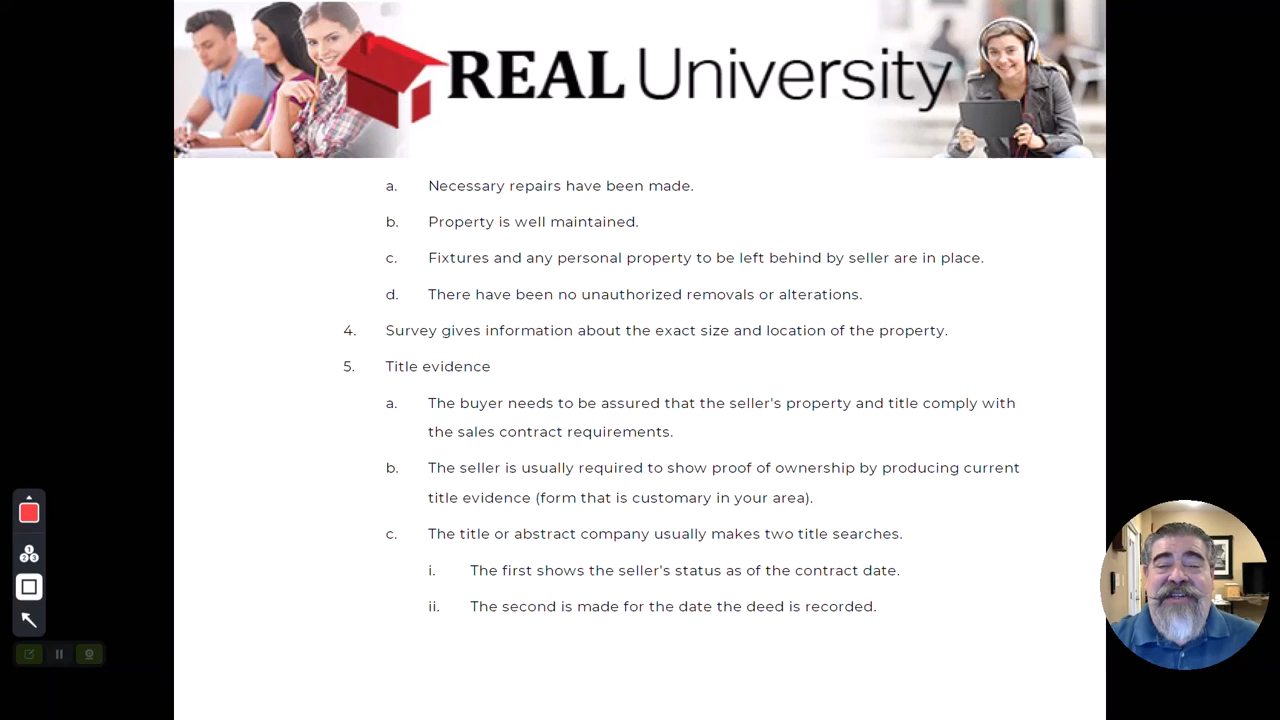 REAL University
a. Necessary repairs have been made.
b. Property is well maintained.
c. Fixtures and any personal property to be left behind by seller are in place.
d. There have been no unauthorized removals or alterations.
4. Survey gives information about the exact size and location of the property.
5. Title evidence
a. The buyer needs to be assured that the seller's property and title comply with
the sales contract requirements.
b. The seller is usually required to show proof of ownership by producing current
title evidence (form that is customary in your area).
c. The title or abstract company usually makes two title searches.
i. The first shows the seller's status as of the contract date.
ii. The second is made for the date the deed is recorded.